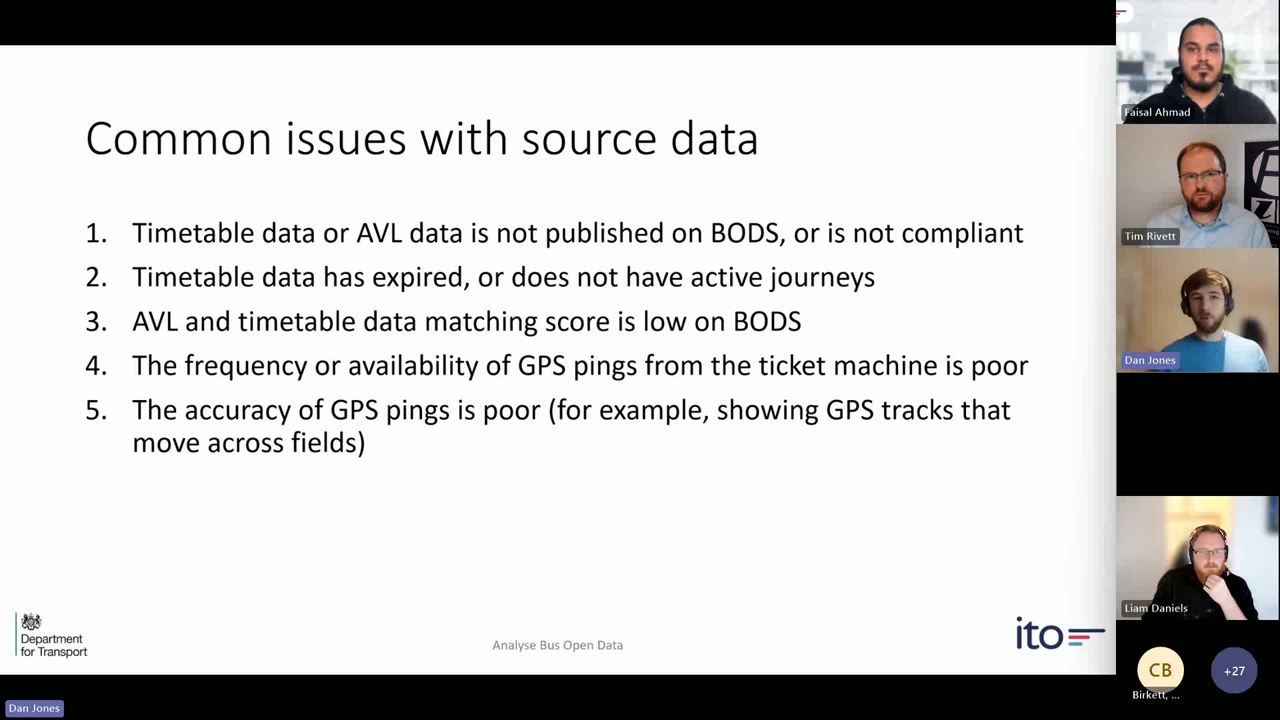 Common issues with source data
1. Timetable data or AVL data is not published on BODS, or is not compliant
2. Timetable data has expired, or does not have active journeys
3. AVL and timetable data matching score is low on BODS
4. The frequency or availability of GPS pings from the ticket machine is poor
5. The accuracy of GPS pings is poor (for example, showing GPS tracks that
move across fields)
Department
for Transport
Analyse Bus Open Data
ito
Faisal Ahmad
Tim Rivett
Dan Jones
Liam Daniels
CB
Birkett, ...
+27
Dan Jones